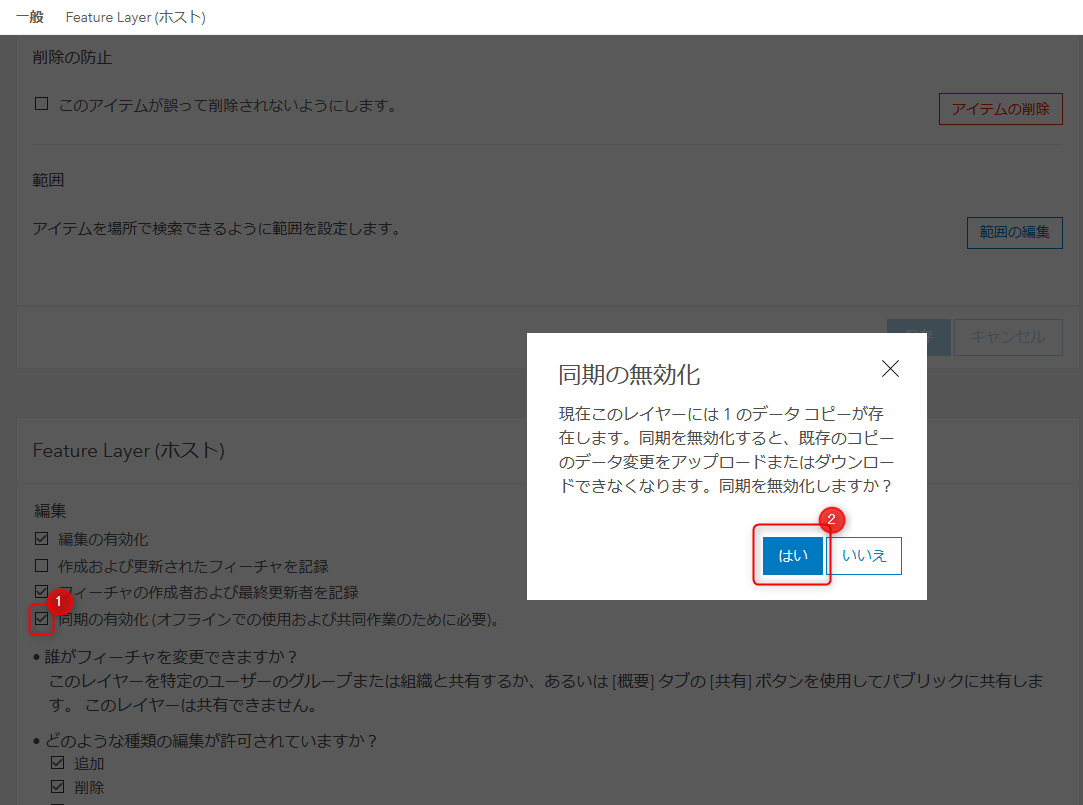 一般 Feature Layer (ホスト)
削除の防止
このアイテムが誤って削除されないようにします。
アイテムの削除
範囲
アイテムを場所で検索できるように範囲を設定します。
範囲の編集
キャンセル
同期の無効化
現在このレイヤーには 1 のデータ コピーが存
在します。同期を無効化すると、既存のコピー
のデータ変更をアップロードまたはダウンロー
ドできなくなります。同期を無効化しますか？
2
はい いいえ
Feature Layer (ホスト)
編集
編集の有効化
作成および更新されたフィーチャを記録
フィーチャの作成者および最終更新者を記録
1
同期の有効化 (オフラインでの使用および共同作業のために必要)。
• 誰がフィーチャを変更できますか？
このレイヤーを特定のユーザーのグループまたは組織と共有するか、あるいは [概要] タブの [共有] ボタンを使用してパブリックに共有しま
す。 このレイヤーは共有できません。
• どのような種類の編集が許可されていますか？
追加
削除